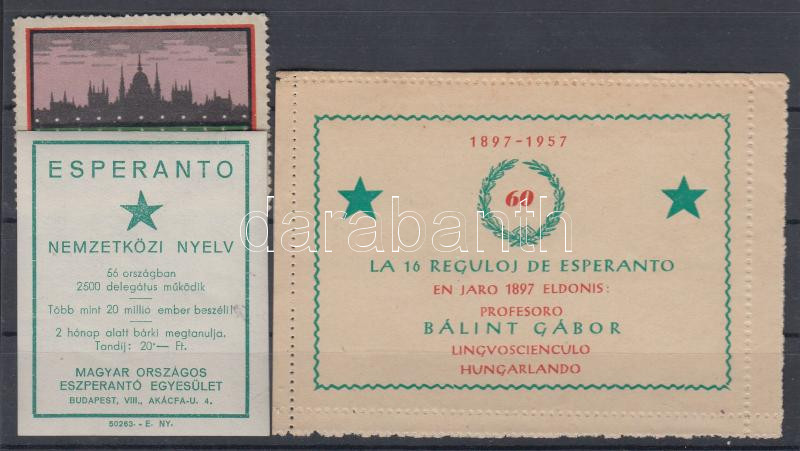 ESPERANTO
NEMZETKÖZI NYELV
56 országban
2500 delegátus működik
Több mint 20 millió ember beszéli!
2 hónap alatt bárki megtanulja.
Tandíj: 20·— Ft.
MAGYAR ORSZÁGOS
ESZPERANTÓ EGYESÜLET
BUDAPEST, VIII., AKÁCFA-U. 4.
50263. - E. NY.
1897-1957
60
LA 16 REGULOJ DE ESPERANTO
EN JARO 1897 ELDONIS:
PROFESORO
BÁLINT GÁBOR
LINGVOSCIENCULO
HUNGARLANDO
darabanth